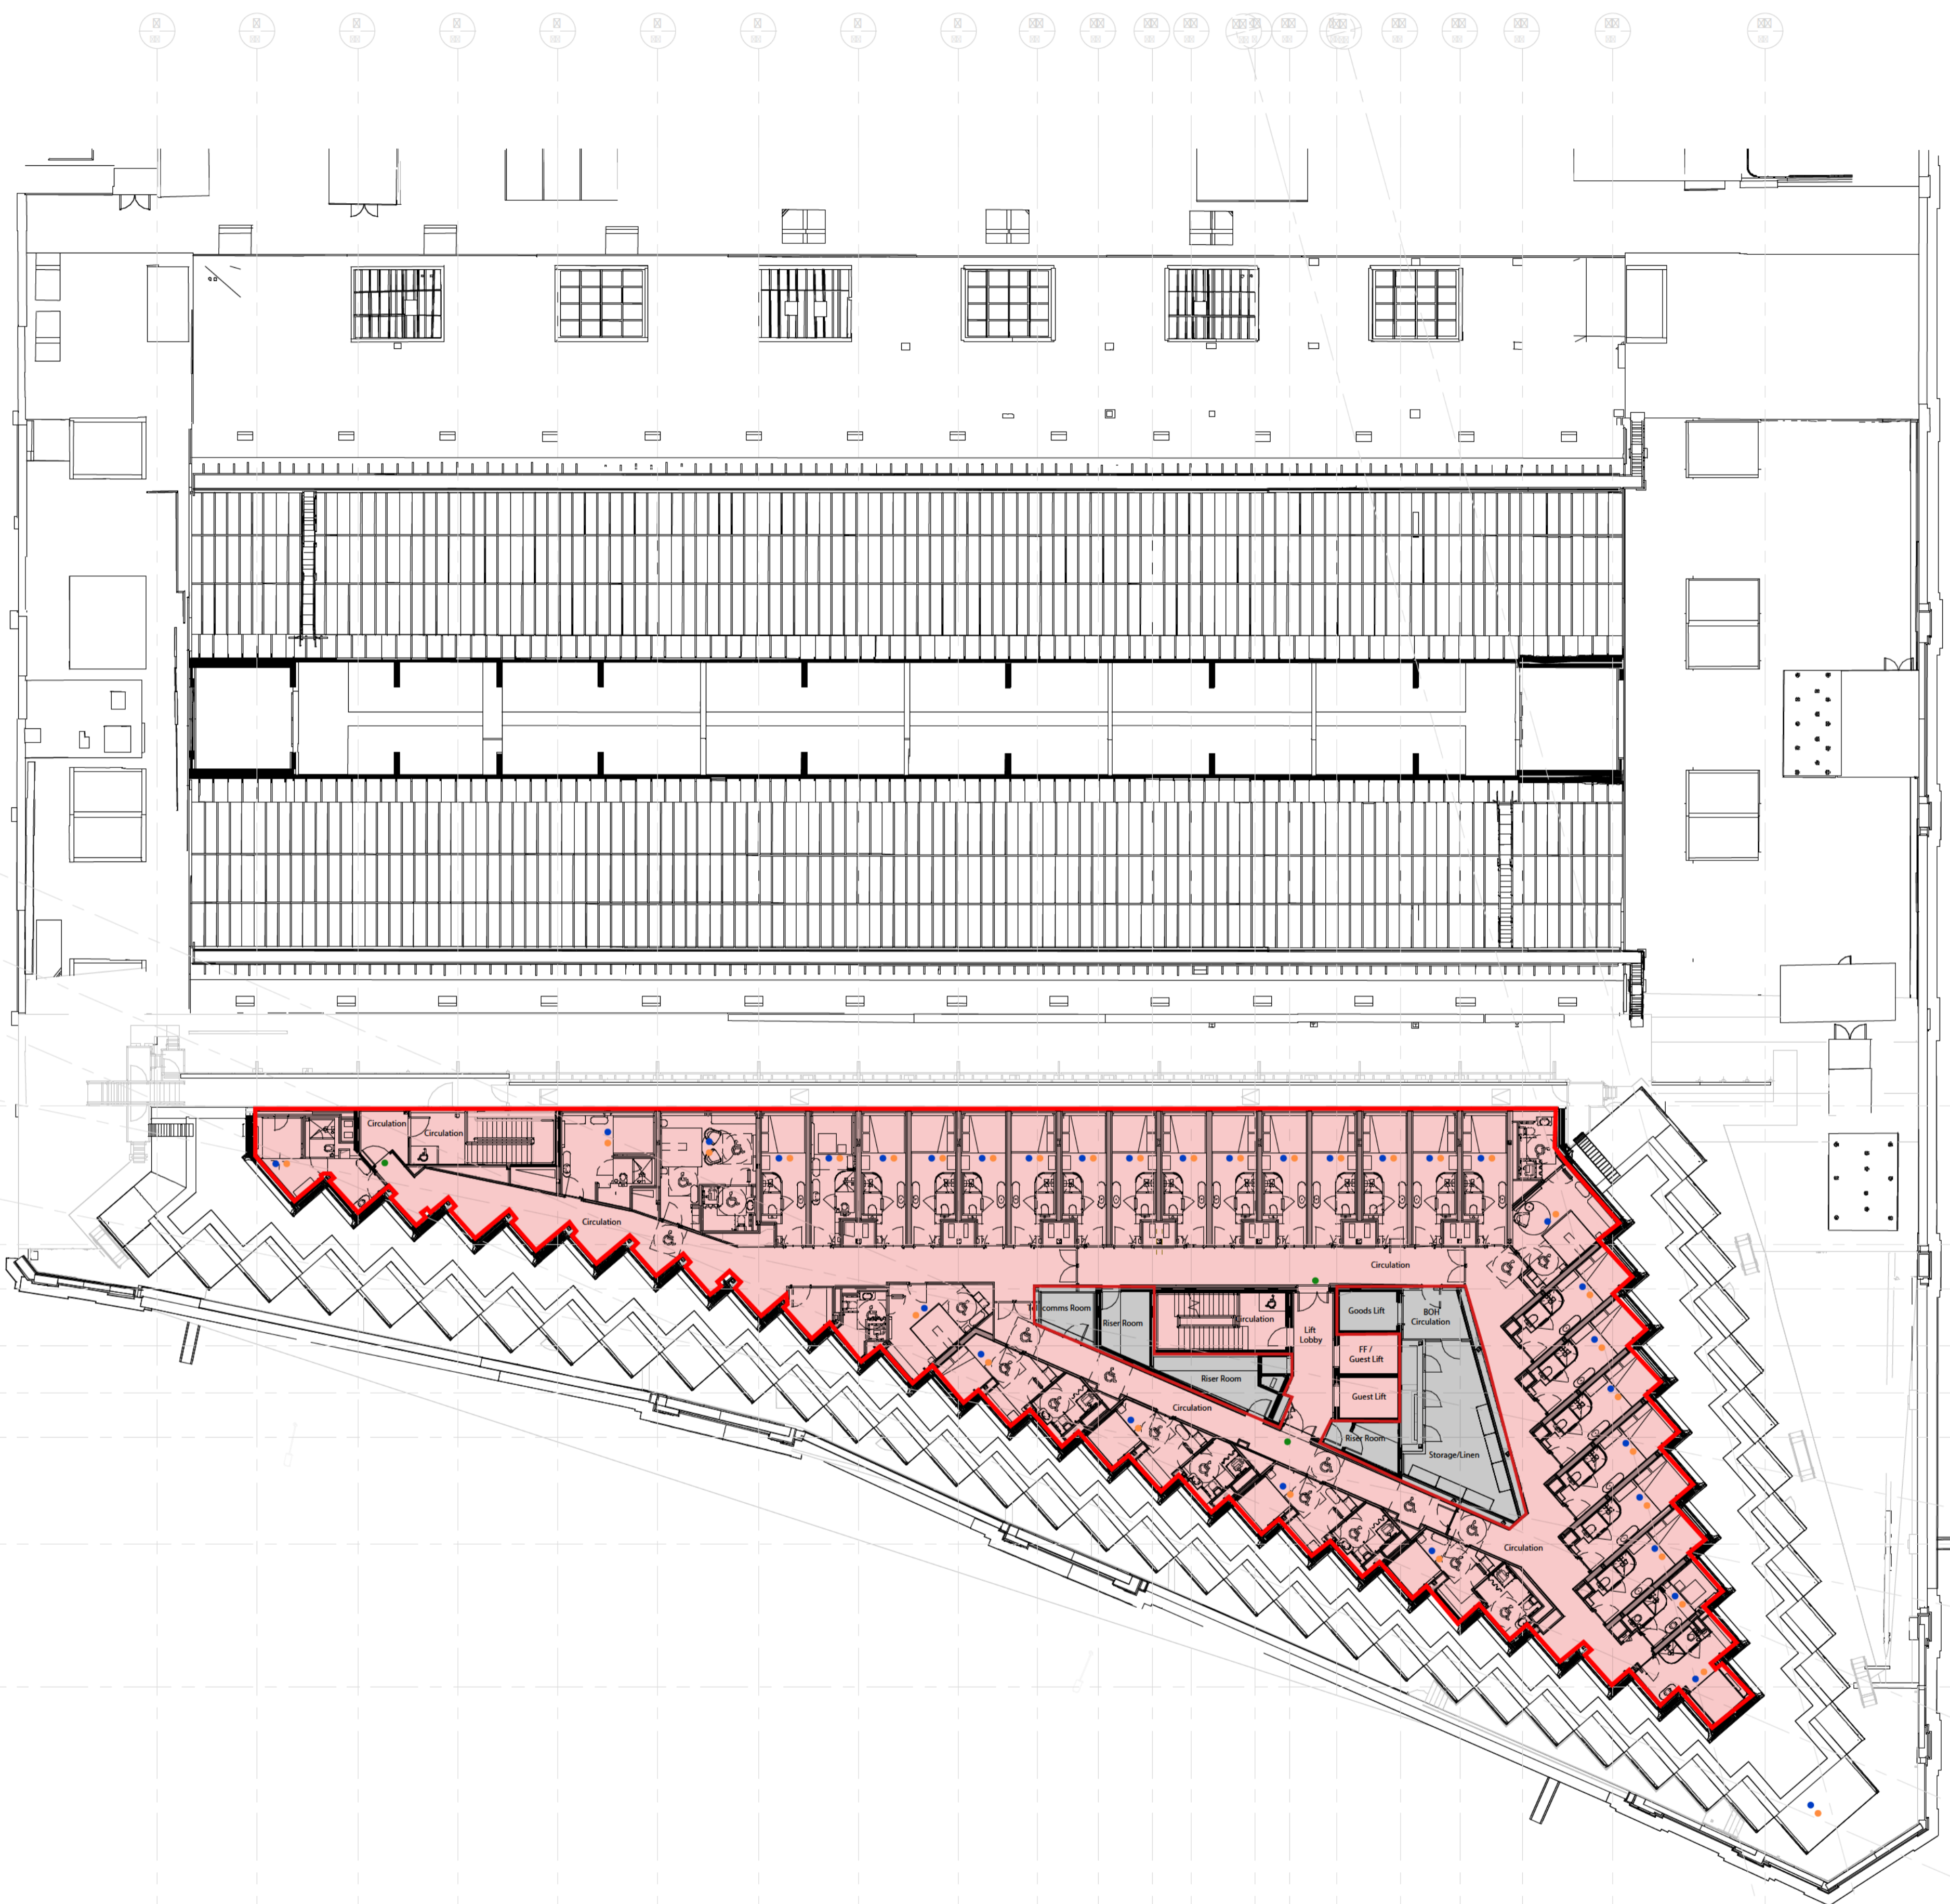 Circulation
Circulation
Circulation
Circulation
Telecomms Room
Riser Room
Circulation
Lift
Lobby
Goods Lift
BOH
Circulation
FF /
Guest Lift
Riser Room
Guest Lift
Circulation
Riser Room
Storage/Linen
Circulation